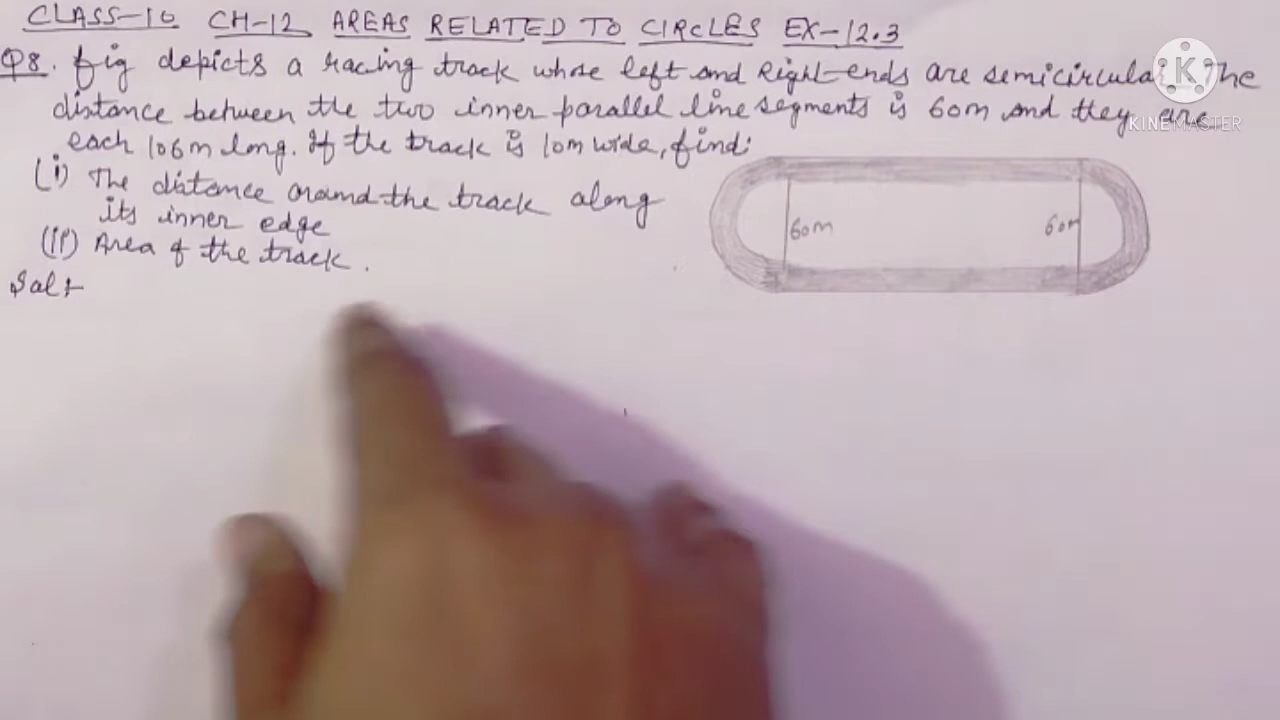 CLASS-10 CH-12 AREAS RELATED TO CIRCLES EX-12.3
Q8. fig depicts a racing track whose left and Right ends are semicircular. The
distance between the two inner parallel line segments is 60m and they are
each 106m long. If the track is 10m wide, find:
(i) The distance around the track along
its inner edge
(ii) Area of the track.
Sol:-
60m
60m
K
KINEMASTER